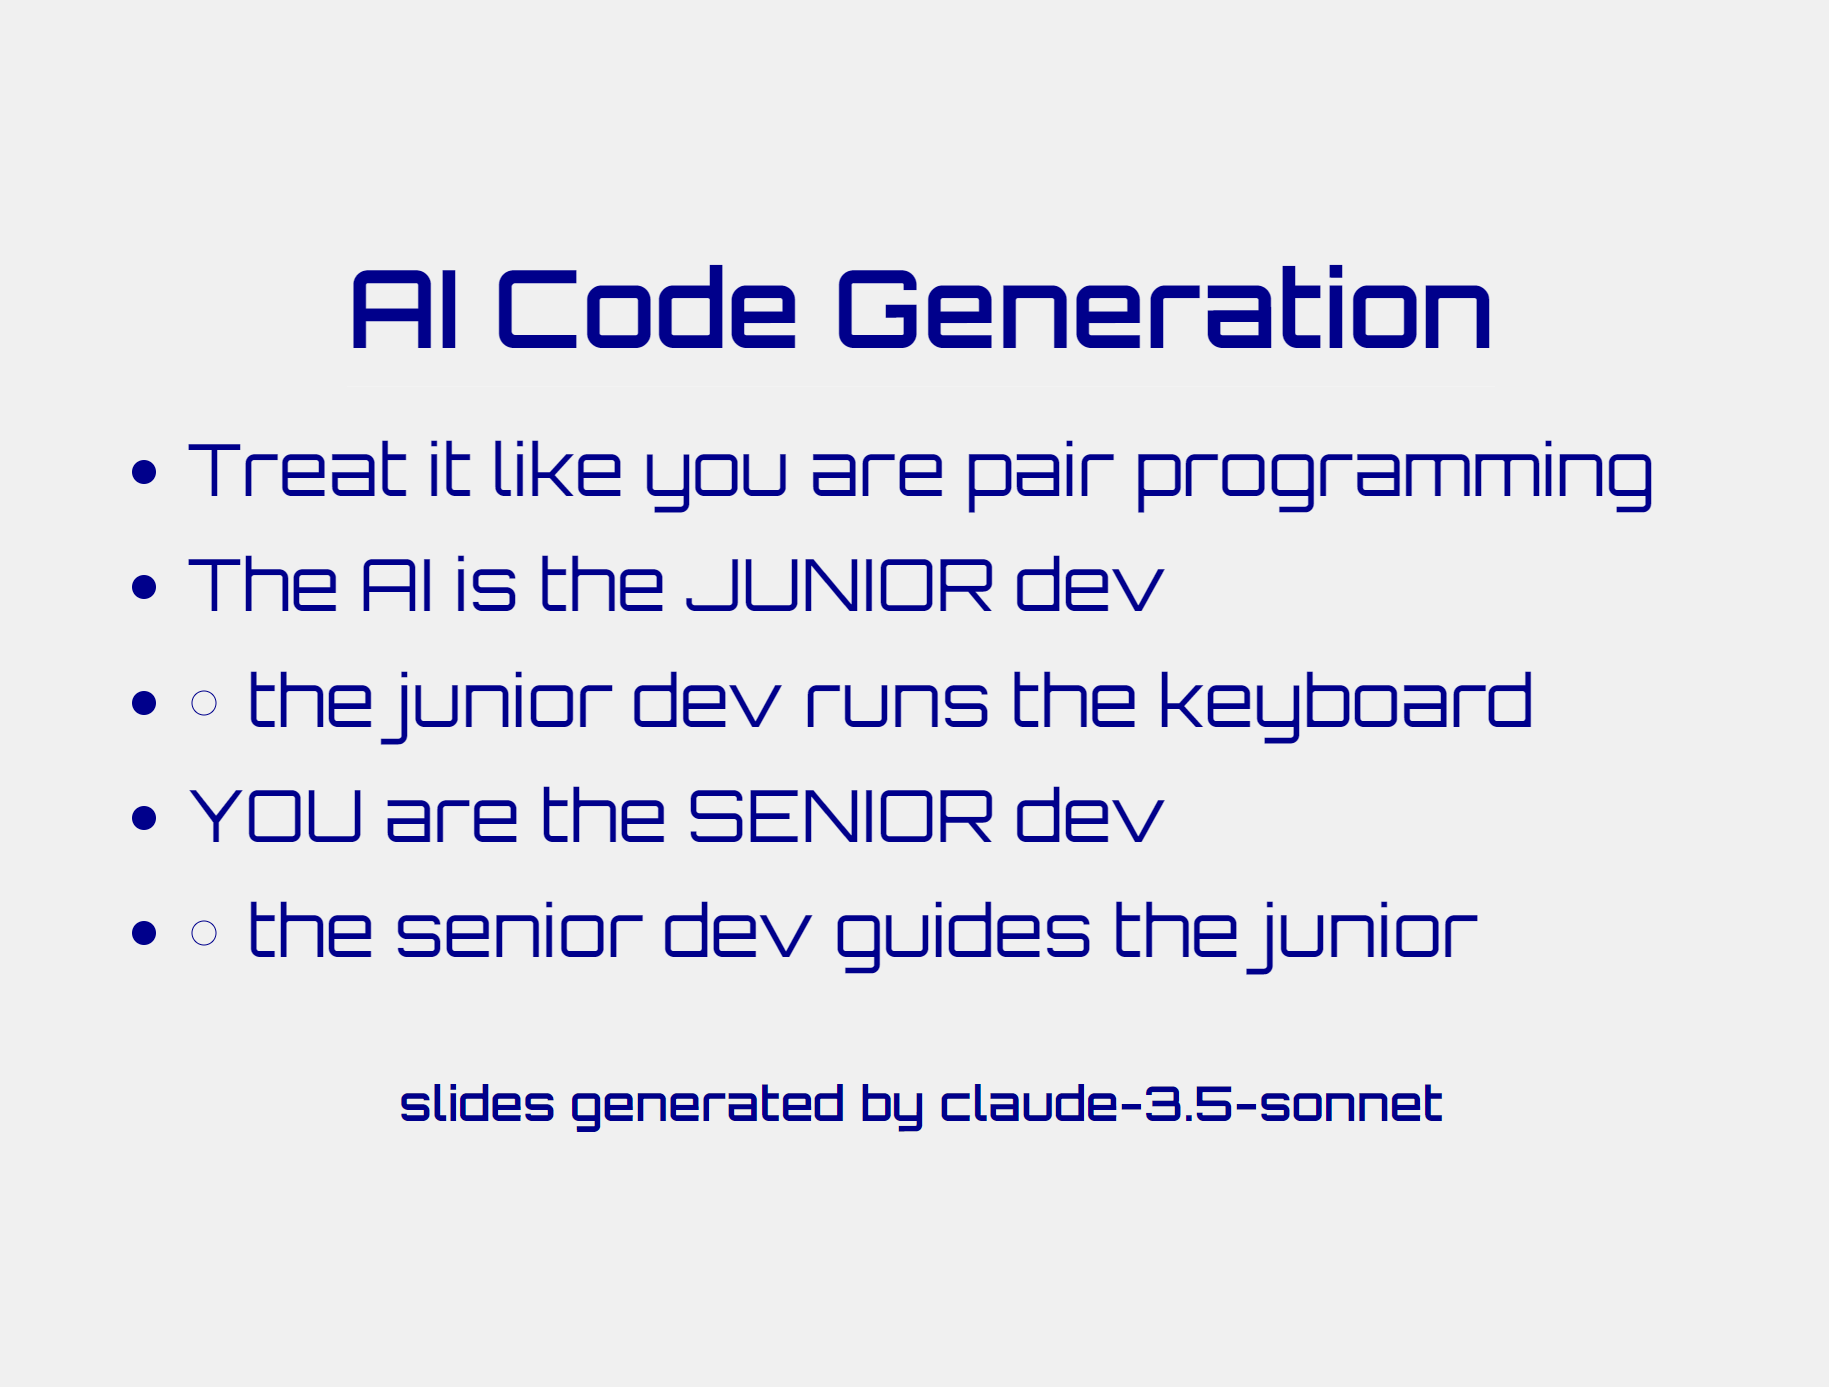 AI Code Generation
• Treat it like you are pair programming
• The AI is the JUNIOR dev
• ○ the junior dev runs the keyboard
• YOU are the SENIOR dev
• ○ the senior dev guides the junior
slides generated by claude-3.5-sonnet